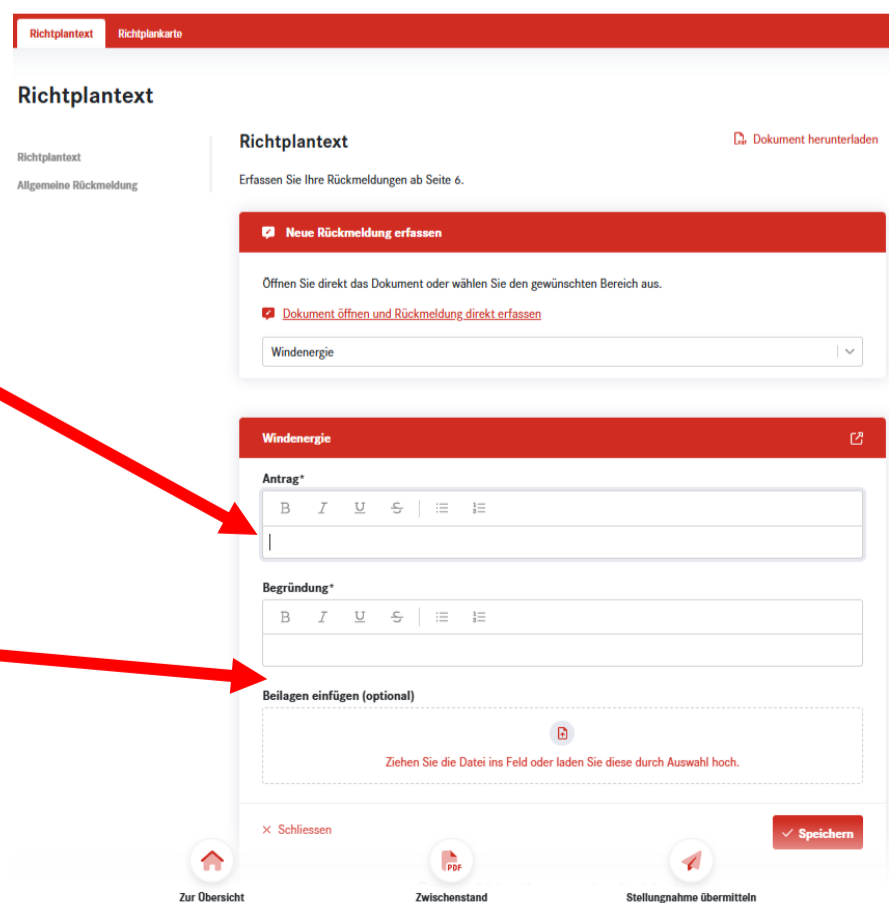 Richtplantext Richtplankarte
Richtplantext
Richtplantext
Allgemeine Rückmeldung
Richtplantext
Dokument herunterladen
Erfassen Sie Ihre Rückmeldungen ab Seite 6.
Neue Rückmeldung erfassen
Öffnen Sie direkt das Dokument oder wählen Sie den gewünschten Bereich aus.
Dokument öffnen und Rückmeldung direkt erfassen
Windenergie
Windenergie
Antrag*
B I U S
Begründung*
B I U S
Beilagen einfügen (optional)
Ziehen Sie die Datei ins Feld oder laden Sie diese durch Auswahl hoch.
Schliessen
Speichern
PDF
Zur Übersicht Zwischenstand Stellungnahme übermitteln